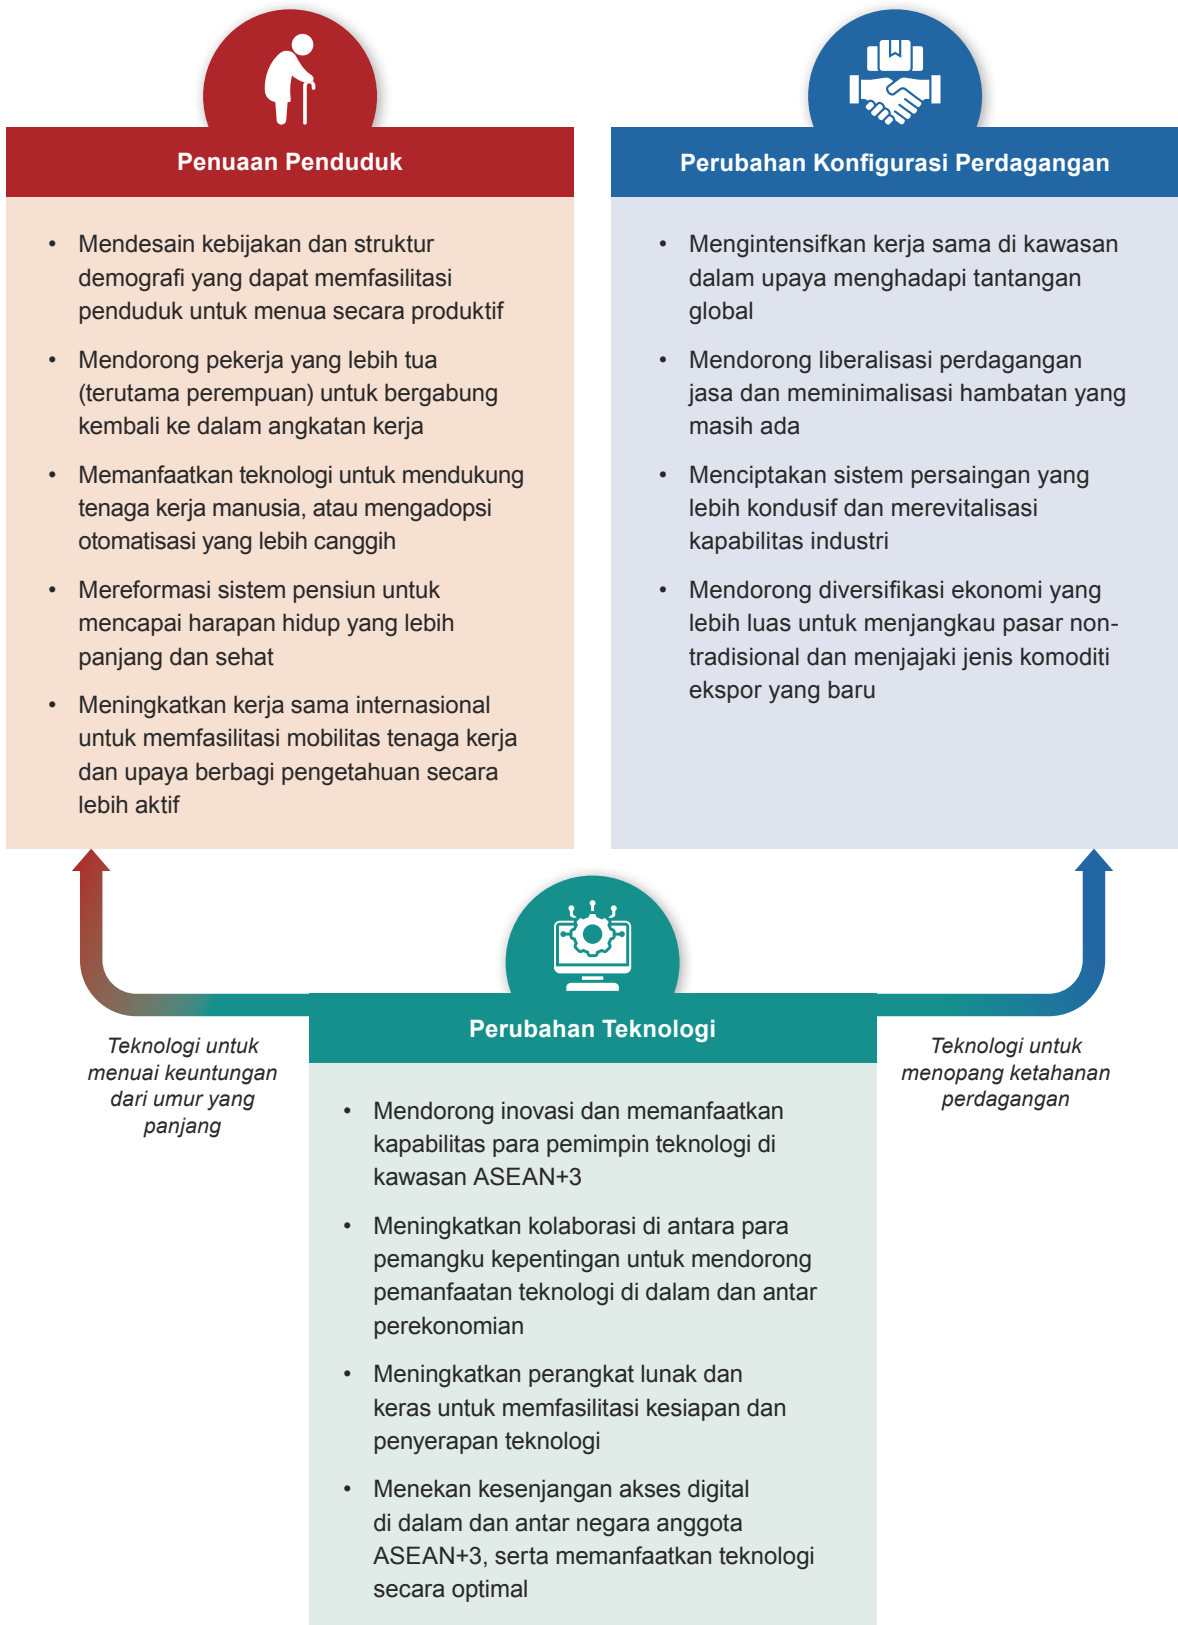 Penuaan Penduduk
• Mendesain kebijakan dan struktur
demografi yang dapat memfasilitasi
penduduk untuk menua secara produktif
• Mendorong pekerja yang lebih tua
(terutama perempuan) untuk bergabung
kembali ke dalam angkatan kerja
• Memanfaatkan teknologi untuk mendukung
tenaga kerja manusia, atau mengadopsi
otomatisasi yang lebih canggih
• Mereformasi sistem pensiun untuk
mencapai harapan hidup yang lebih
panjang dan sehat
• Meningkatkan kerja sama internasional
untuk memfasilitasi mobilitas tenaga kerja
dan upaya berbagi pengetahuan secara
lebih aktif
Perubahan Konfigurasi Perdagangan
• Mengintensifkan kerja sama di kawasan
dalam upaya menghadapi tantangan
global
• Mendorong liberalisasi perdagangan
jasa dan meminimalisasi hambatan yang
masih ada
• Menciptakan sistem persaingan yang
lebih kondusif dan merevitalisasi
kapabilitas industri
• Mendorong diversifikasi ekonomi yang
lebih luas untuk menjangkau pasar non-
tradisional dan menjajaki jenis komoditi
ekspor yang baru
Teknologi untuk
menuai keuntungan
dari umur yang
panjang
Perubahan Teknologi
• Mendorong inovasi dan memanfaatkan
kapabilitas para pemimpin teknologi di
kawasan ASEAN+3
• Meningkatkan kolaborasi di antara para
pemangku kepentingan untuk mendorong
pemanfaatan teknologi di dalam dan antar
perekonomian
• Meningkatkan perangkat lunak dan
keras untuk memfasilitasi kesiapan dan
penyerapan teknologi
• Menekan kesenjangan akses digital
di dalam dan antar negara anggota
ASEAN+3, serta memanfaatkan teknologi
secara optimal
Teknologi untuk
menopang ketahanan
perdagangan